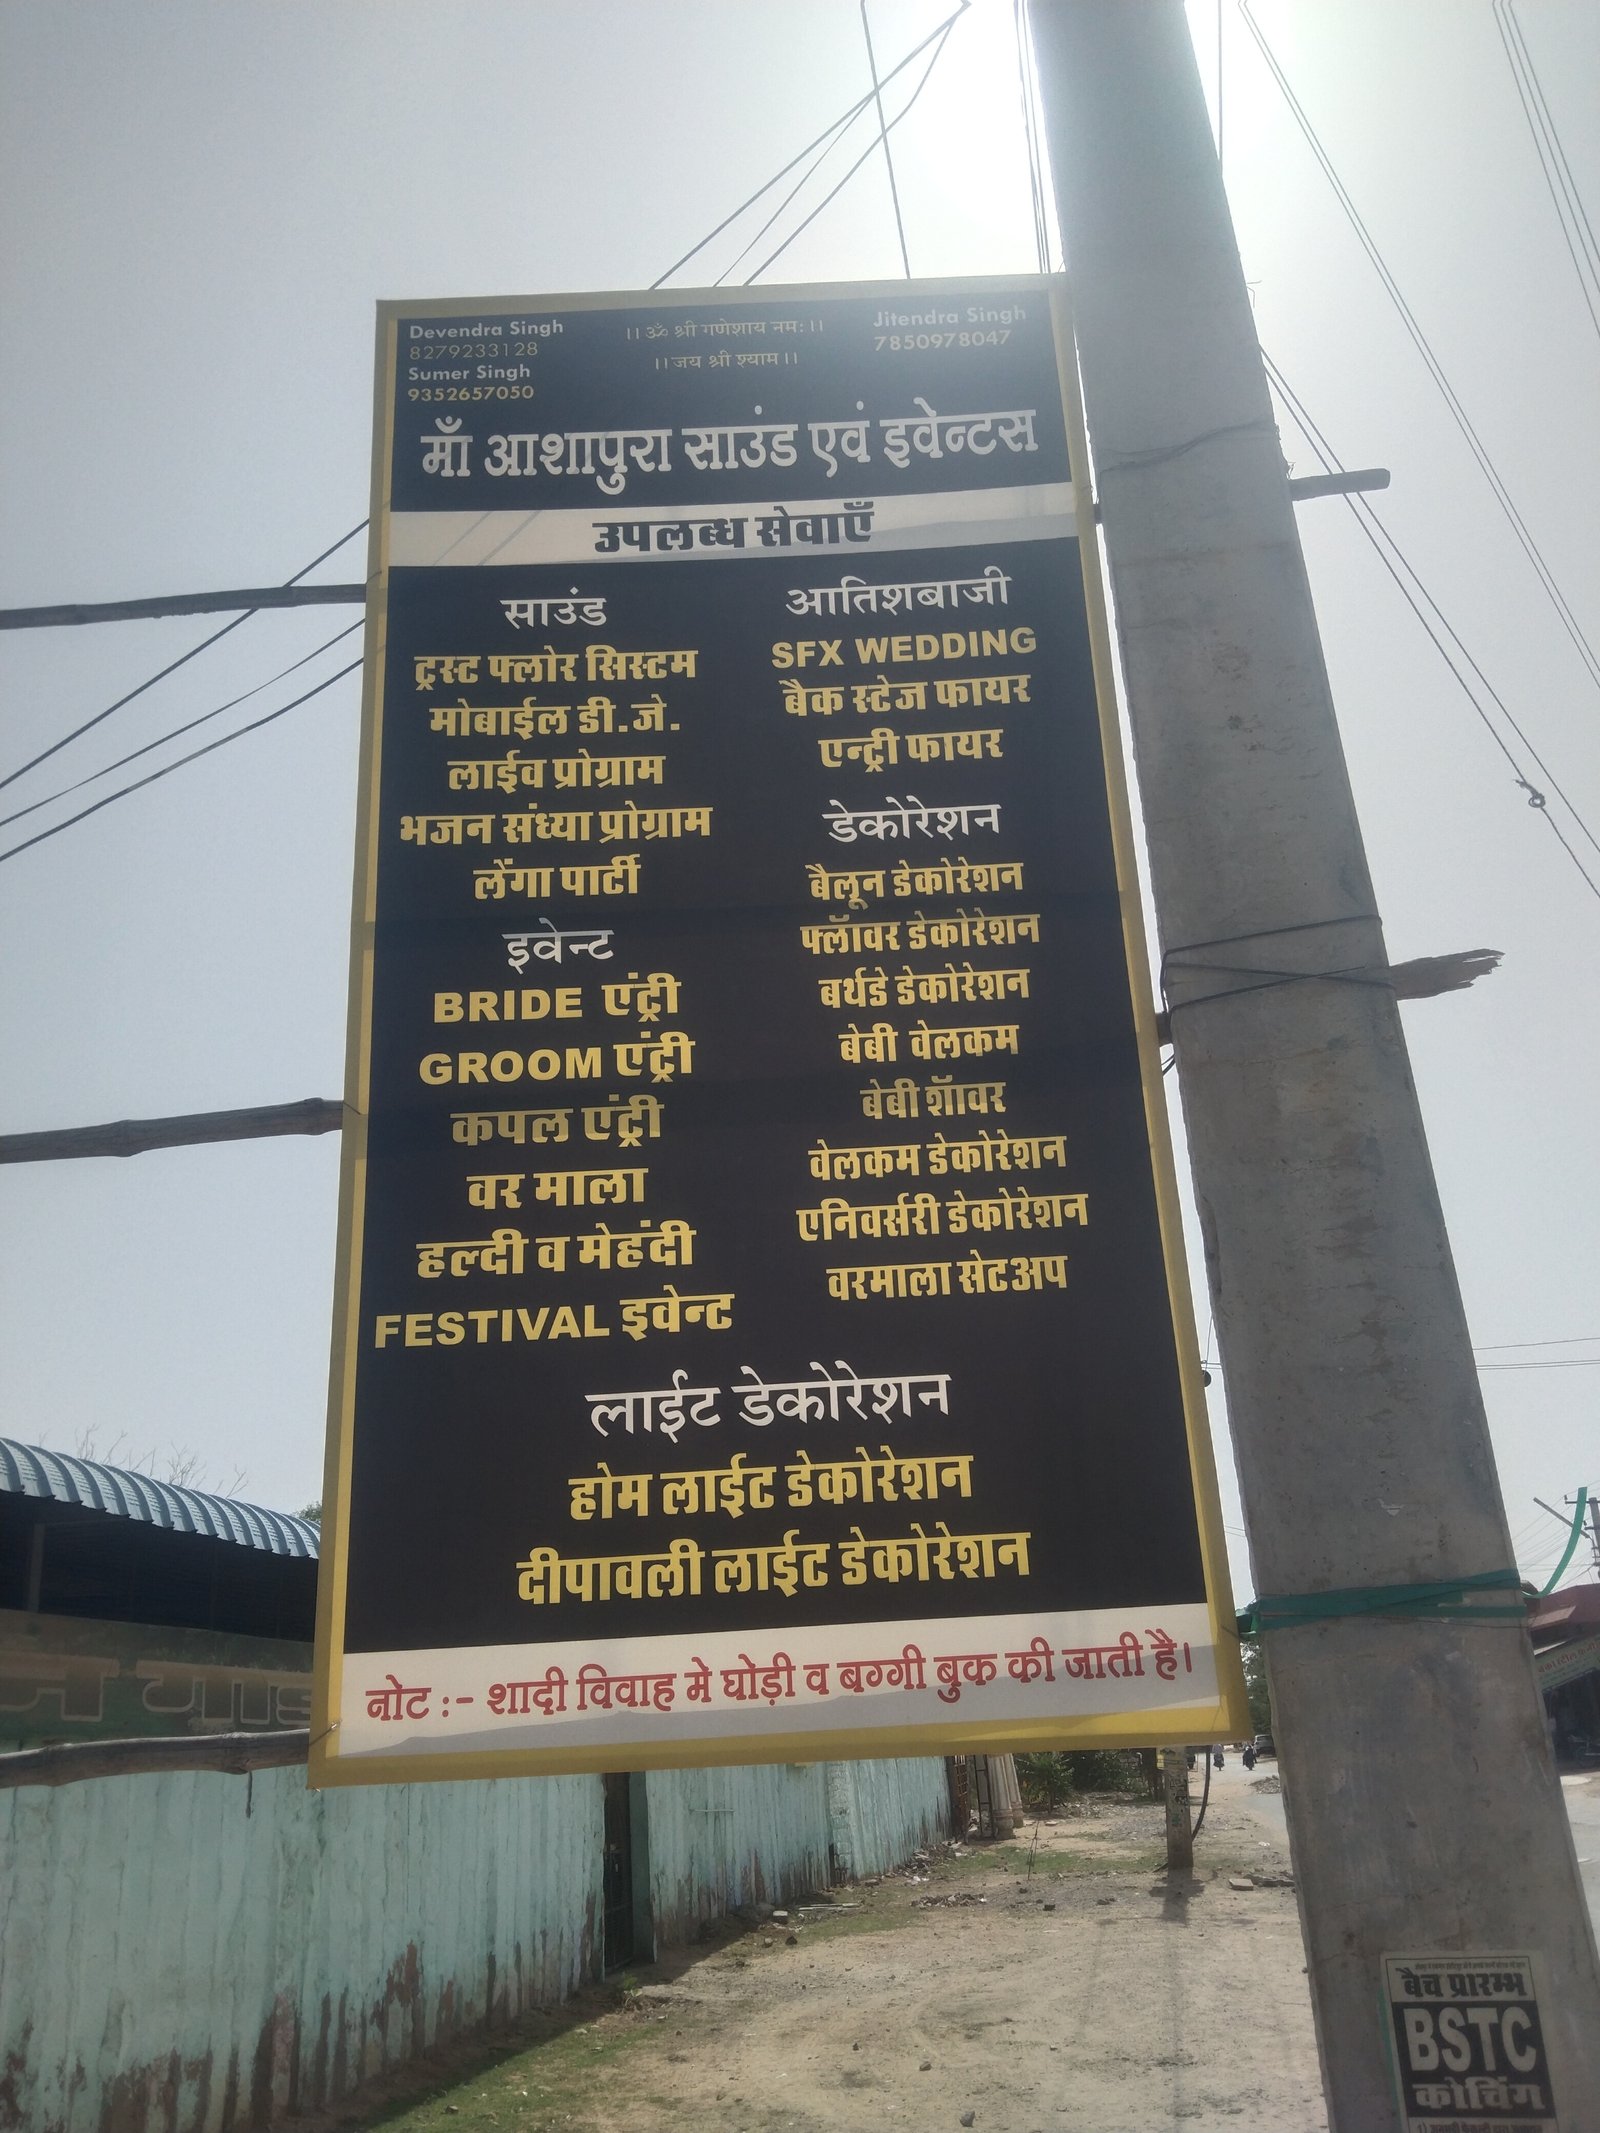 Devendra Singh
8279233128
Sumer Singh
9352657050
।। ॐ श्री गणेशाय नमः ।।
।। जय श्री श्याम ।।
Jitendra Singh
7850978047
माँ आशापुरा साउंड एवं इवेन्टस
उपलब्ध सेवाएँ
साउंड
ट्रस्ट फ्लोर सिस्टम
मोबाईल डी.जे.
लाईव प्रोग्राम
भजन संध्या प्रोग्राम
लेंगा पार्टी
इवेन्ट
BRIDE एंट्री
GROOM एंट्री
कपल एंट्री
वर माला
हल्दी व मेहंदी
FESTIVAL इवेन्ट
आतिशबाजी
SFX WEDDING
बैक स्टेज फायर
एन्ट्री फायर
डेकोरेशन
बैलून डेकोरेशन
फ्लॉवर डेकोरेशन
बर्थडे डेकोरेशन
बेबी वेलकम
बेबी शॉवर
वेलकम डेकोरेशन
एनिवर्सरी डेकोरेशन
वरमाला सेटअप
लाईट डेकोरेशन
होम लाईट डेकोरेशन
दीपावली लाईट डेकोरेशन
नोट :- शादी विवाह मे घोड़ी व बग्गी बुक की जाती है।
बैच प्रारम्भ
BSTC
कोचिंग